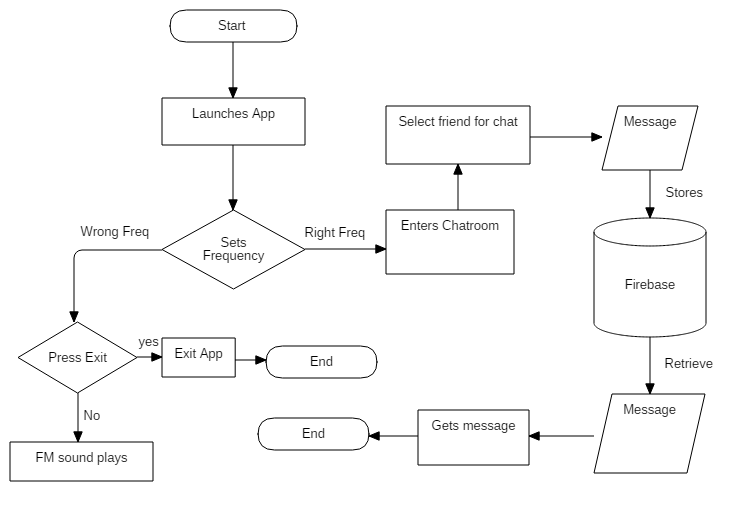 Start
Launches App
Sets
Frequency
Wrong Freq
Right Freq
Enters Chatroom
Select friend for chat
Message
Stores
Firebase
Retrieve
Message
Gets message
End
Press Exit
yes
Exit App
End
No
FM sound plays